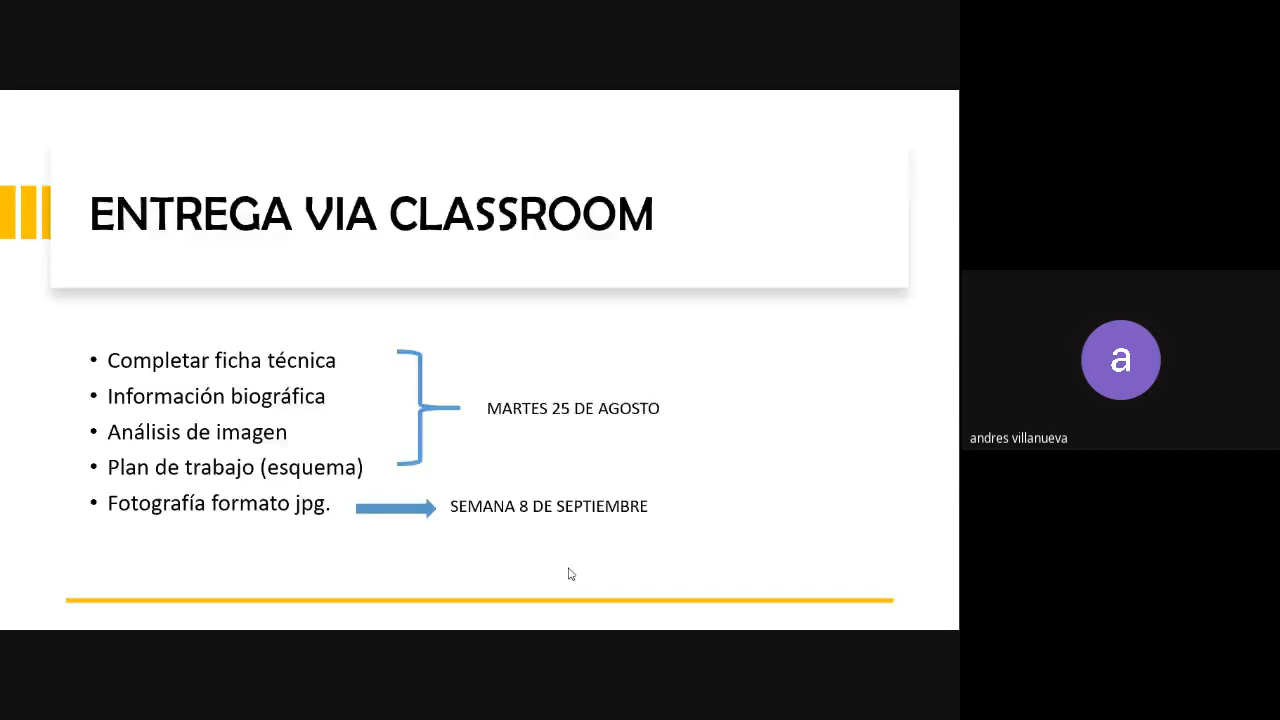 ENTREGA VIA CLASSROOM
• Completar ficha técnica
• Información biográfica
• Análisis de imagen
• Plan de trabajo (esquema)
MARTES 25 DE AGOSTO
• Fotografía formato jpg.
SEMANA 8 DE SEPTIEMBRE
a
andres villanueva